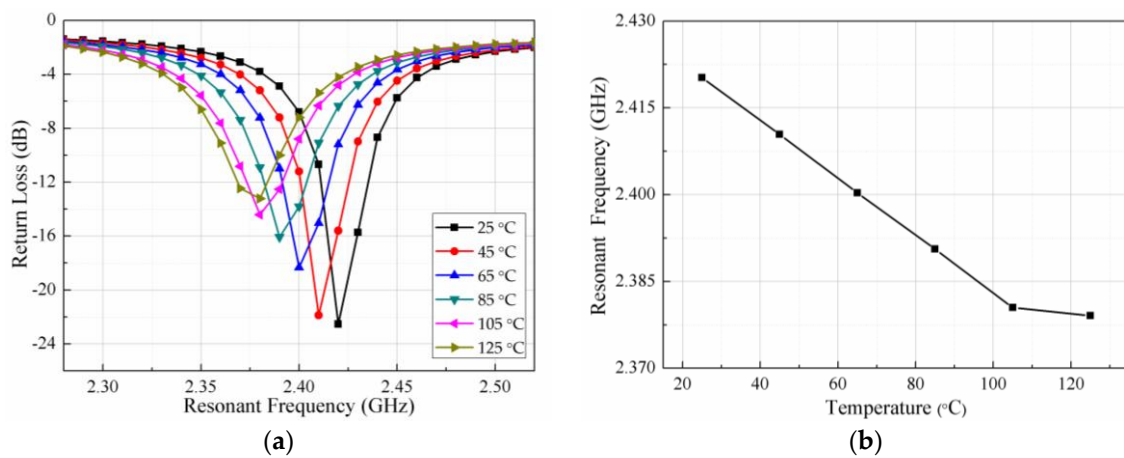 0
-4
-8
-12
-16
-20
-24
Return Loss (dB)
2.30
2.35
2.40
2.45
2.50
Resonant Frequency (GHz)
25 °C
45 °C
65 °C
85 °C
105 °C
125 °C
(a)
2.430
2.415
2.400
2.385
2.370
Resonant Frequency (GHz)
20
40
60
80
100
120
Temperature (°C)
(b)